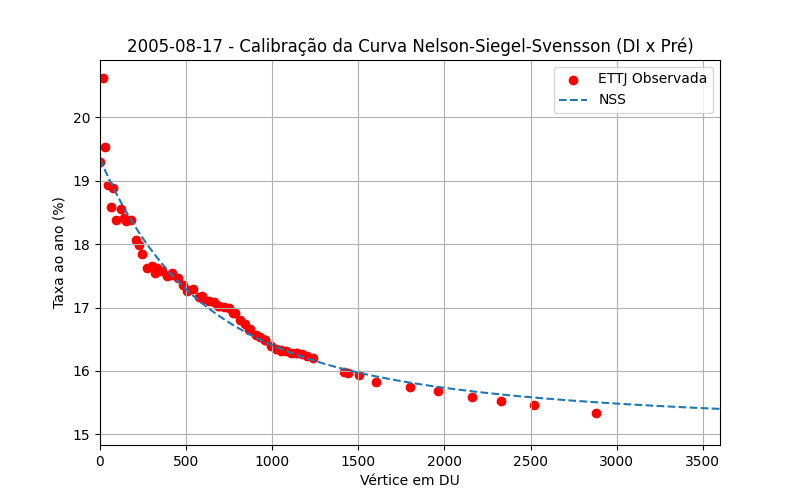 2005-08-17 - Calibração da Curva Nelson-Siegel-Svensson (DI x Pré)
ETTJ Observada
NSS
Taxa ao ano (%)
20
19
18
17
16
15
0 500 1000 1500 2000 2500 3000 3500
Vértice em DU